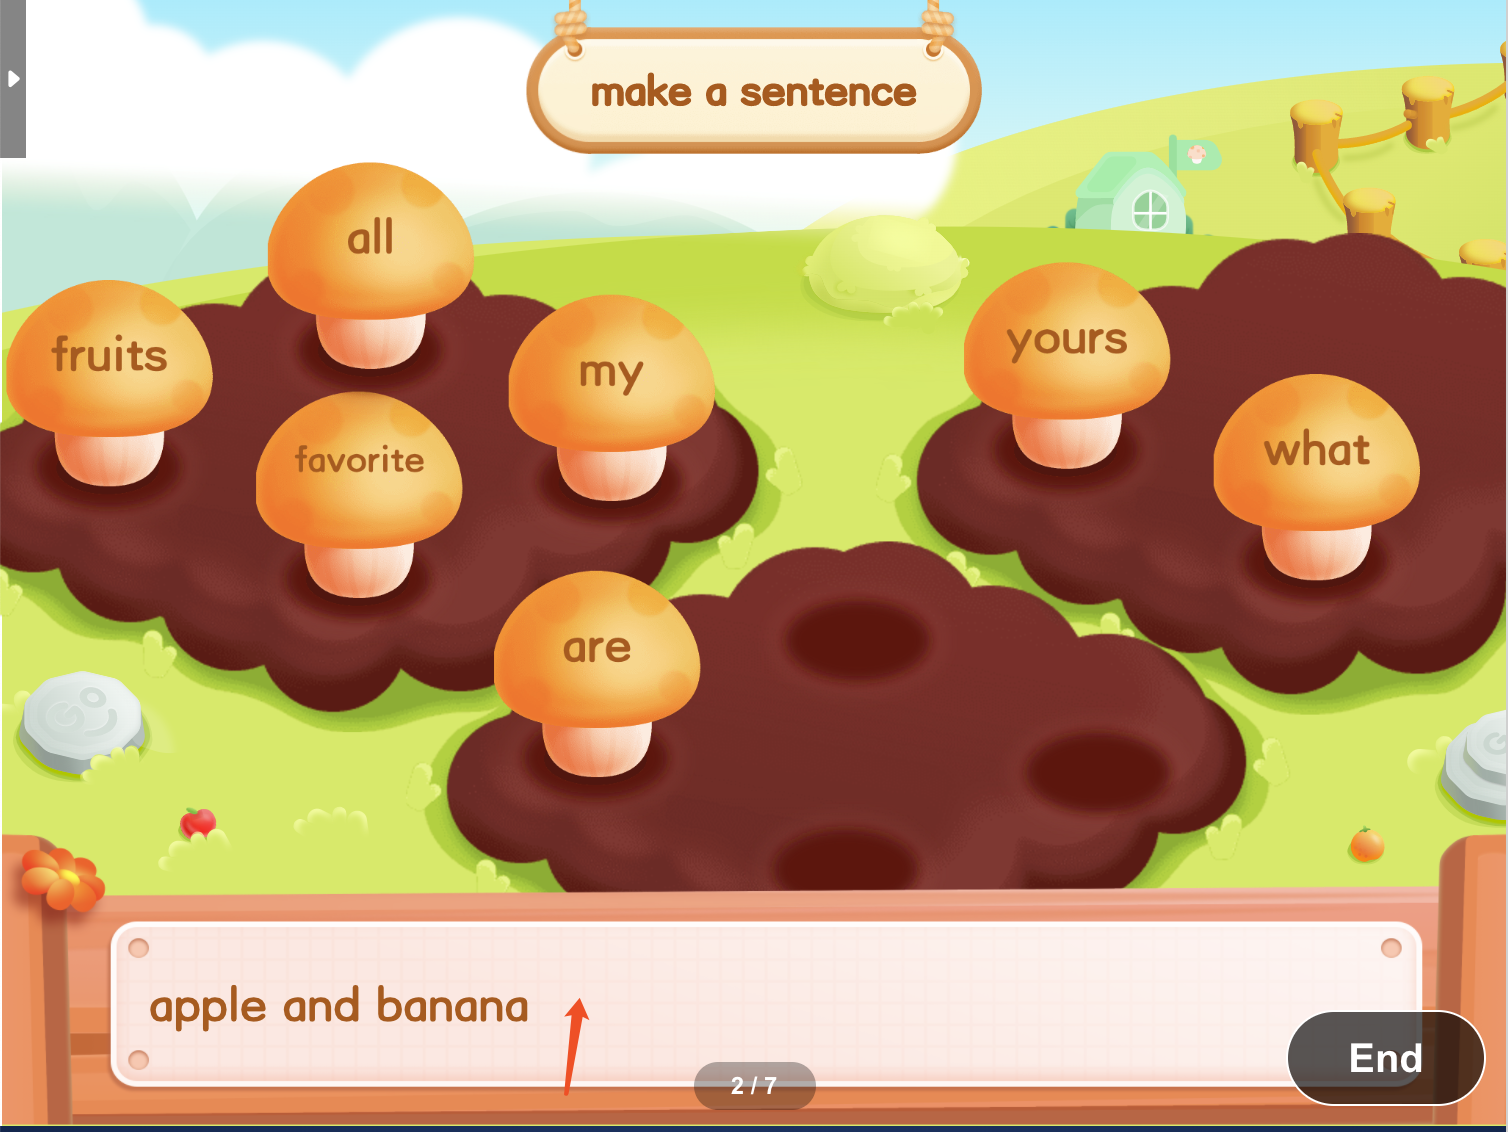 make a sentence
all
fruits
my
yours
favorite
what
are
apple and banana
End
2 / 7